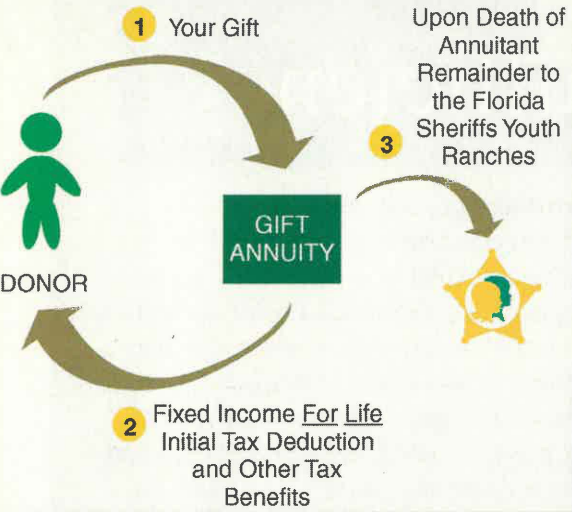 1 Your Gift
DONOR
GIFT
ANNUITY
2 Fixed Income For Life
Initial Tax Deduction
and Other Tax
Benefits
3
Upon Death of
Annuitant
Remainder to
the Florida
Sheriffs Youth
Ranches